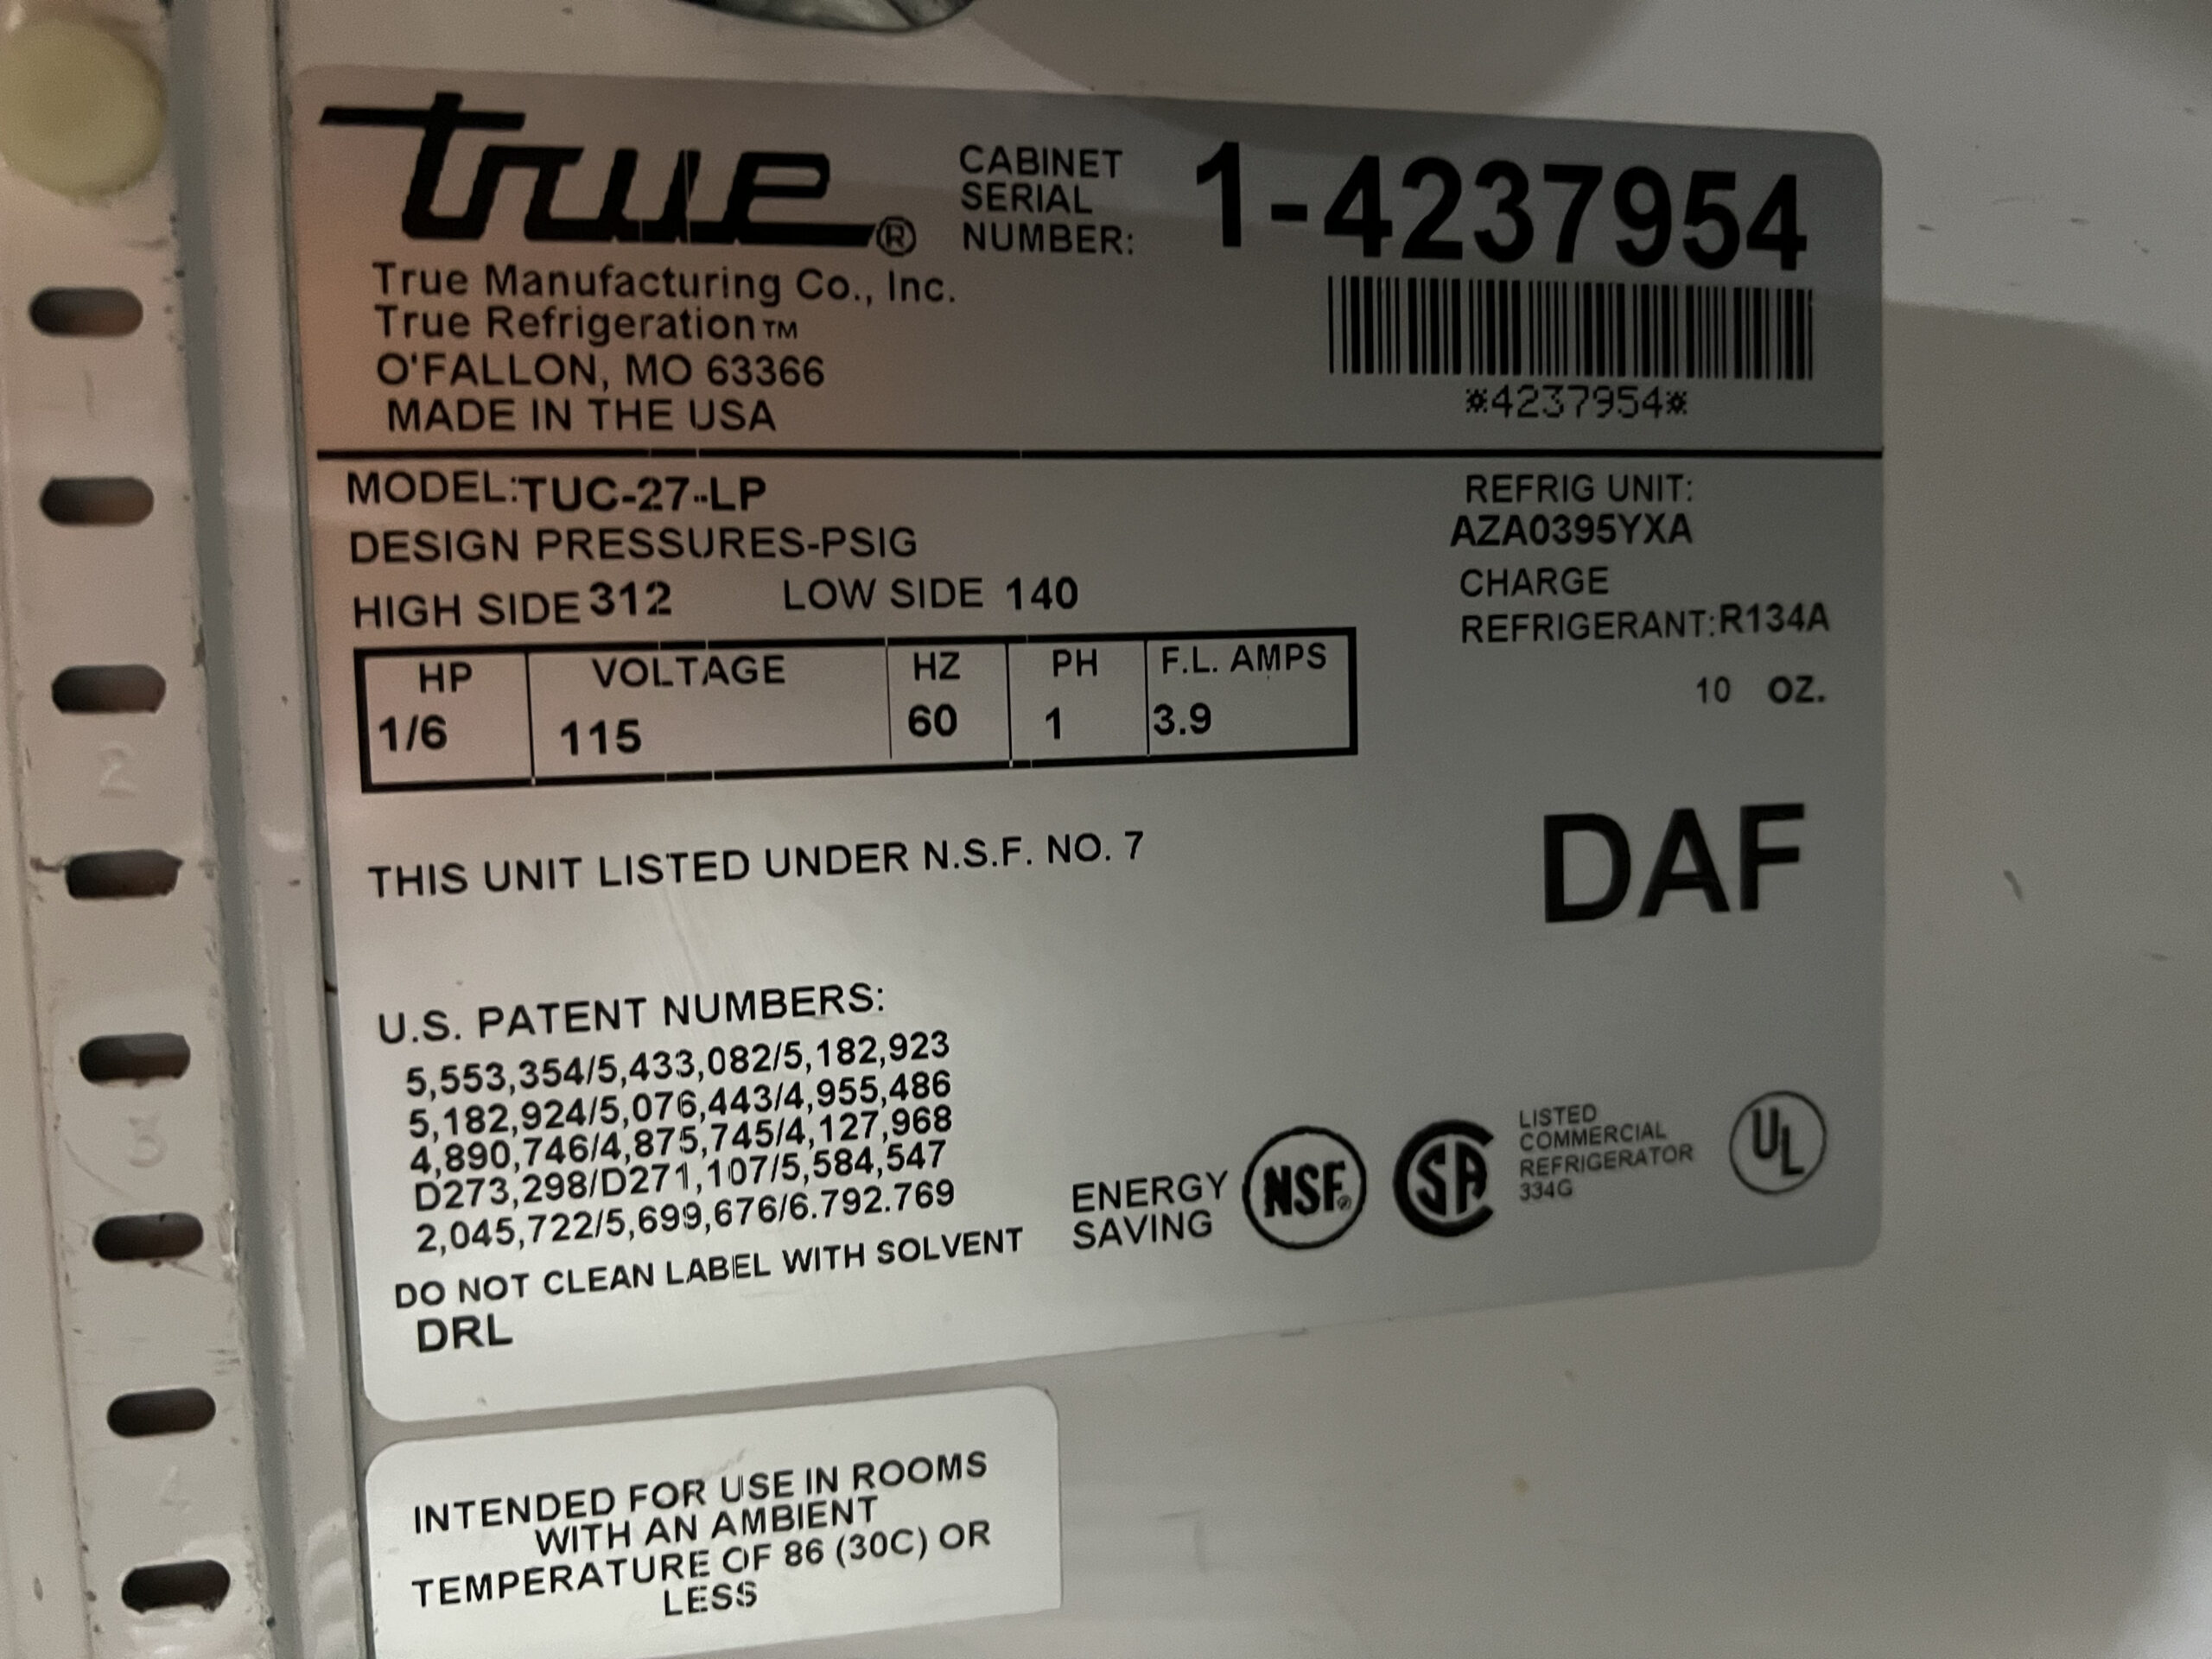 true®
CABINET
SERIAL
NUMBER:
1-4237954
*4237954*
True Manufacturing Co., Inc.
True Refrigeration™
O'FALLON, MO 63366
MADE IN THE USA
MODEL:TUC-27-LP
DESIGN PRESSURES-PSIG
HIGH SIDE 312 LOW SIDE 140
REFRIG UNIT:
AZA0395YXA
CHARGE
REFRIGERANT:R134A
10 OZ.
HP VOLTAGE HZ PH F.L. AMPS
1/6 115 60 1 3.9
DAF
THIS UNIT LISTED UNDER N.S.F. NO. 7
U.S. PATENT NUMBERS:
5,553,354/5,433,082/5,182,923
5,182,924/5,076,443/4,955,486
4,890,746/4,875,745/4,127,968
D273,298/D271,107/5,584,547
2,045,722/5,699,676/6.792.769
DO NOT CLEAN LABEL WITH SOLVENT
DRL
ENERGY
SAVING
NSF®
SA
LISTED
COMMERCIAL
REFRIGERATOR
334G
UL
INTENDED FOR USE IN ROOMS
WITH AN AMBIENT
TEMPERATURE OF 86 (30C) OR
LESS
2
3